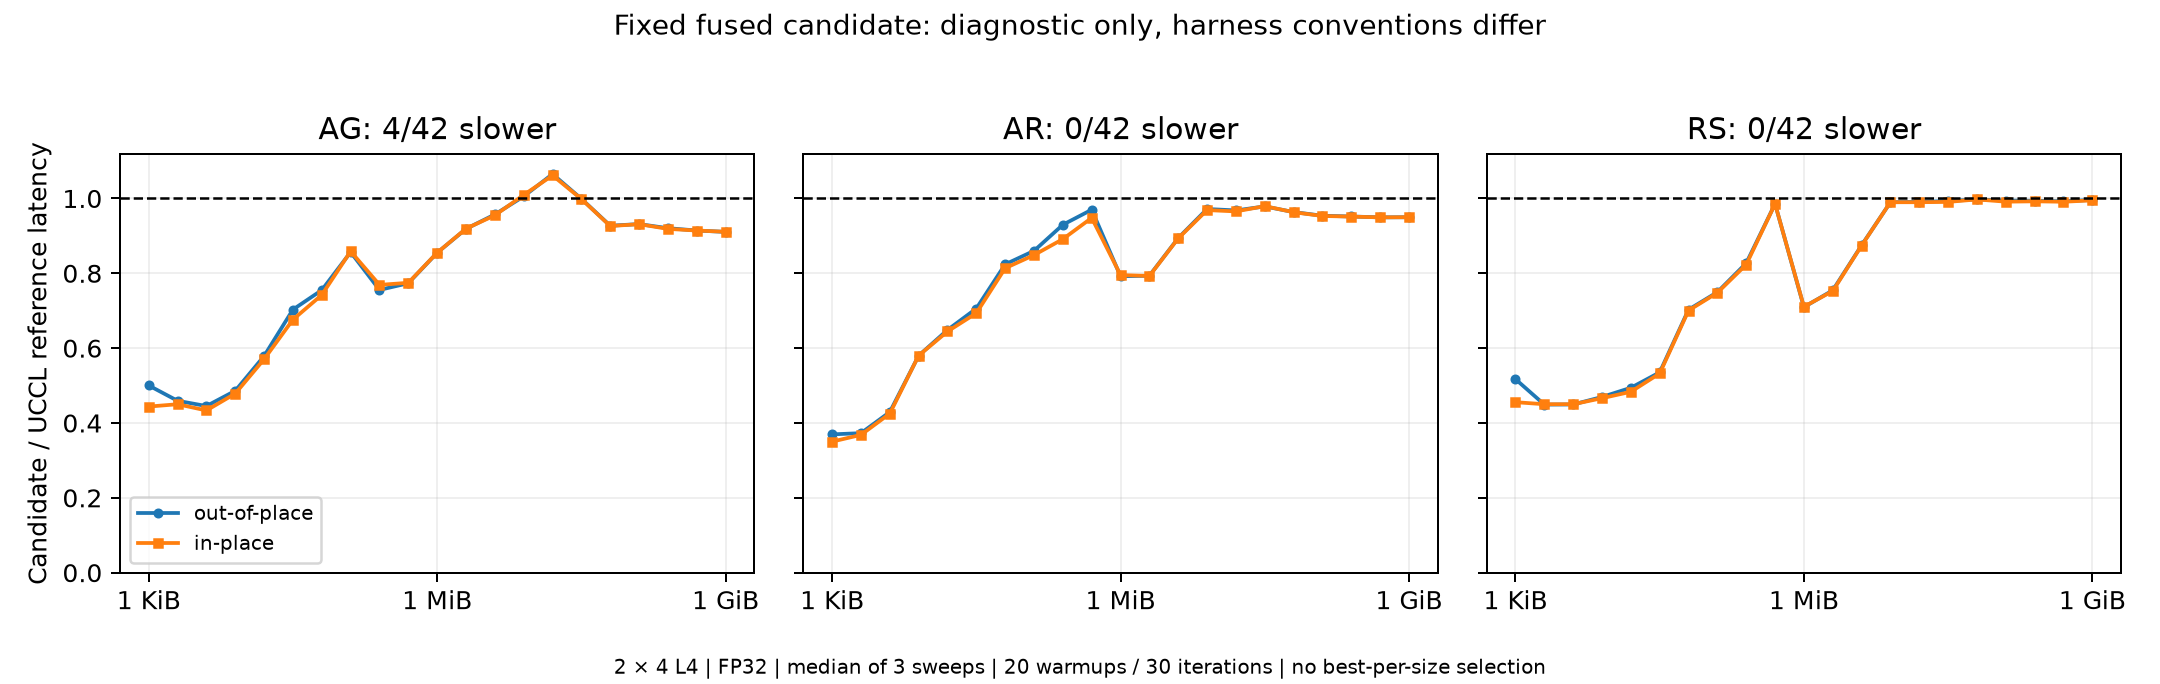 Fixed fused candidate: diagnostic only, harness conventions differ
AG: 4/42 slower
AR: 0/42 slower
RS: 0/42 slower
Candidate / UCCL reference latency
1.0
0.8
0.6
0.4
0.2
0.0
out-of-place
in-place
1 KiB
1 MiB
1 GiB
1 KiB
1 MiB
1 GiB
1 KiB
1 MiB
1 GiB
2 × 4 L4 | FP32 | median of 3 sweeps | 20 warmups / 30 iterations | no best-per-size selection